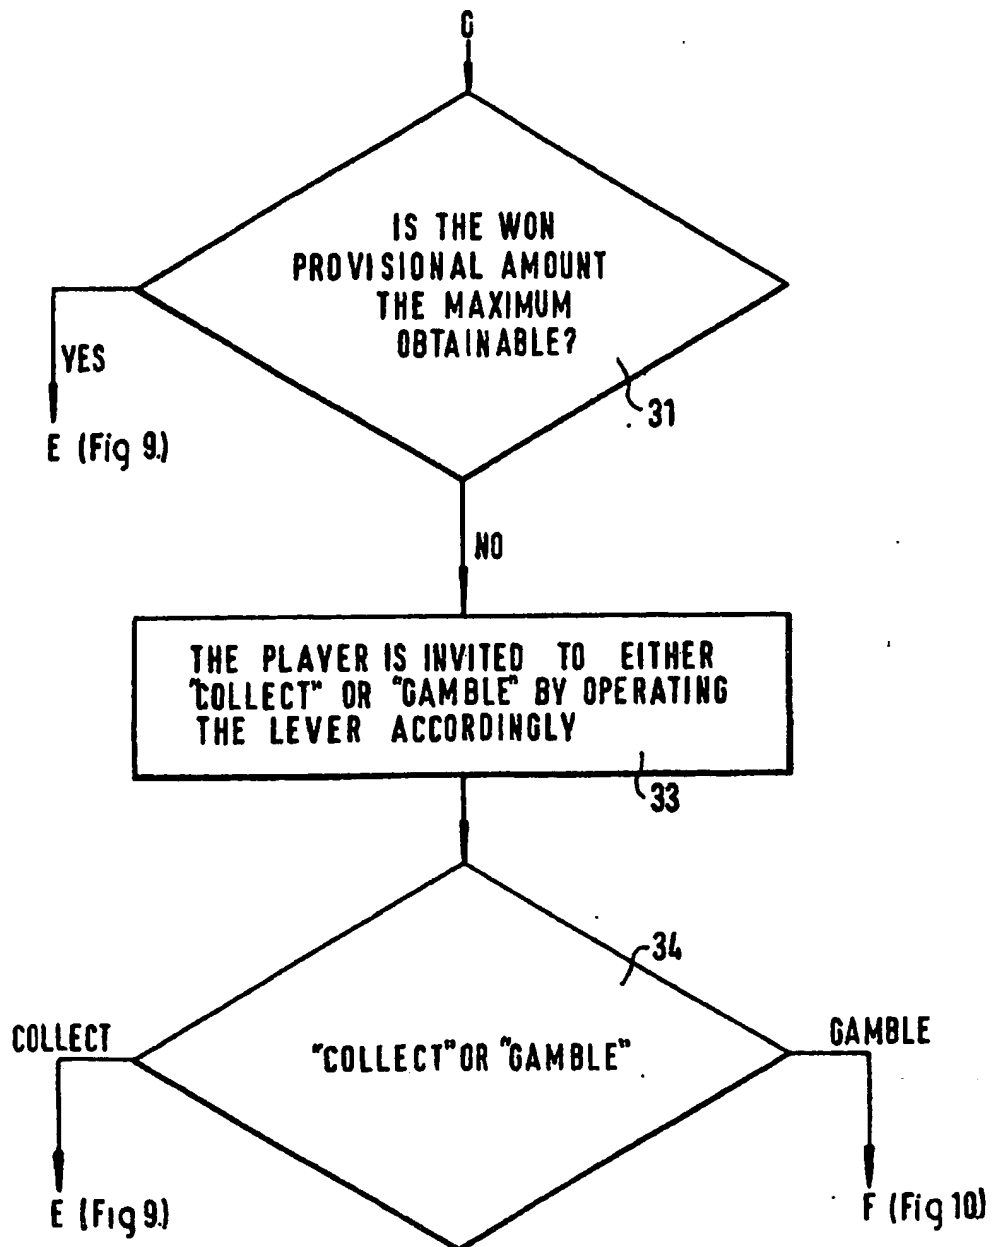 G
IS THE WON
PROVISIONAL AMOUNT
THE MAXIMUM
OBTAINABLE?
31
YES
E (Fig 9.)
NO
THE PLAYER IS INVITED TO EITHER
"COLLECT" OR "GAMBLE" BY OPERATING
THE LEVER ACCORDINGLY
33
34
COLLECT
"COLLECT" OR "GAMBLE"
GAMBLE
E (Fig 9.)
F (Fig 10)